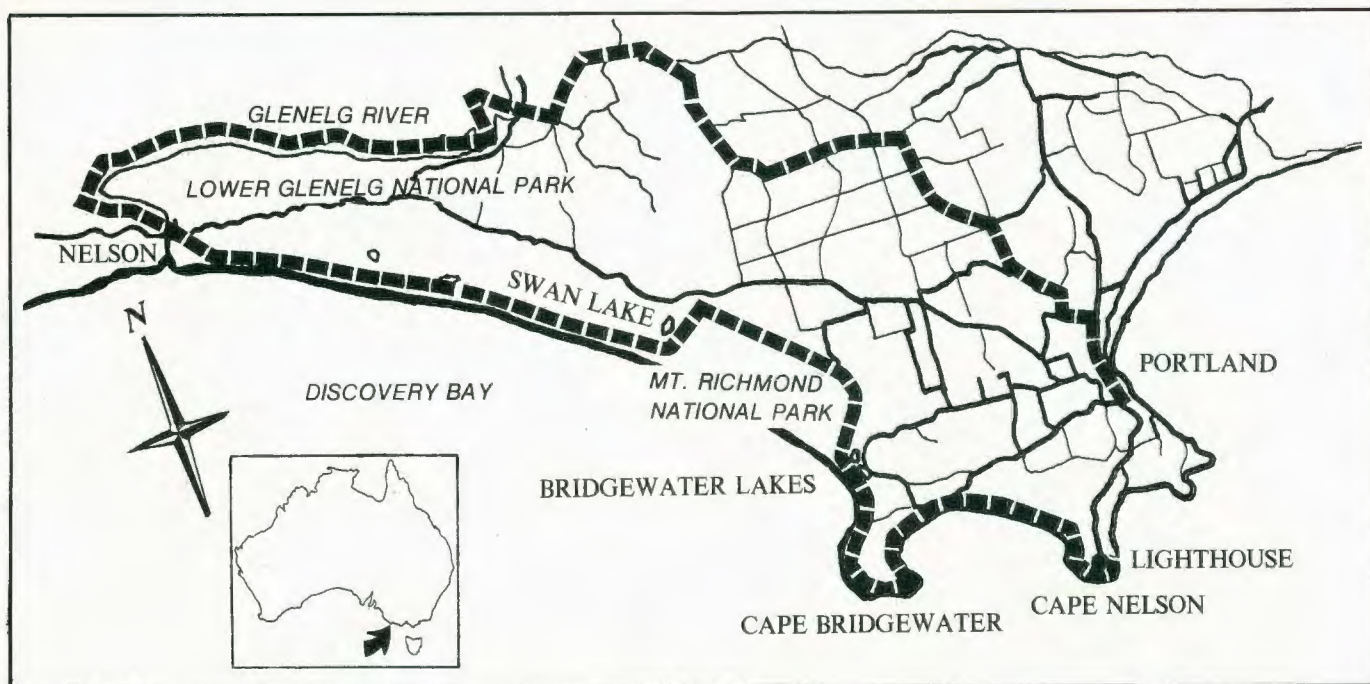 GLENELG RIVER
LOWER GLENELG NATIONAL PARK
NELSON
SWAN LAKE
N
PORTLAND
DISCOVERY BAY
MT. RICHMOND
NATIONAL PARK
BRIDGEWATER LAKES
LIGHTHOUSE
CAPE NELSON
CAPE BRIDGEWATER